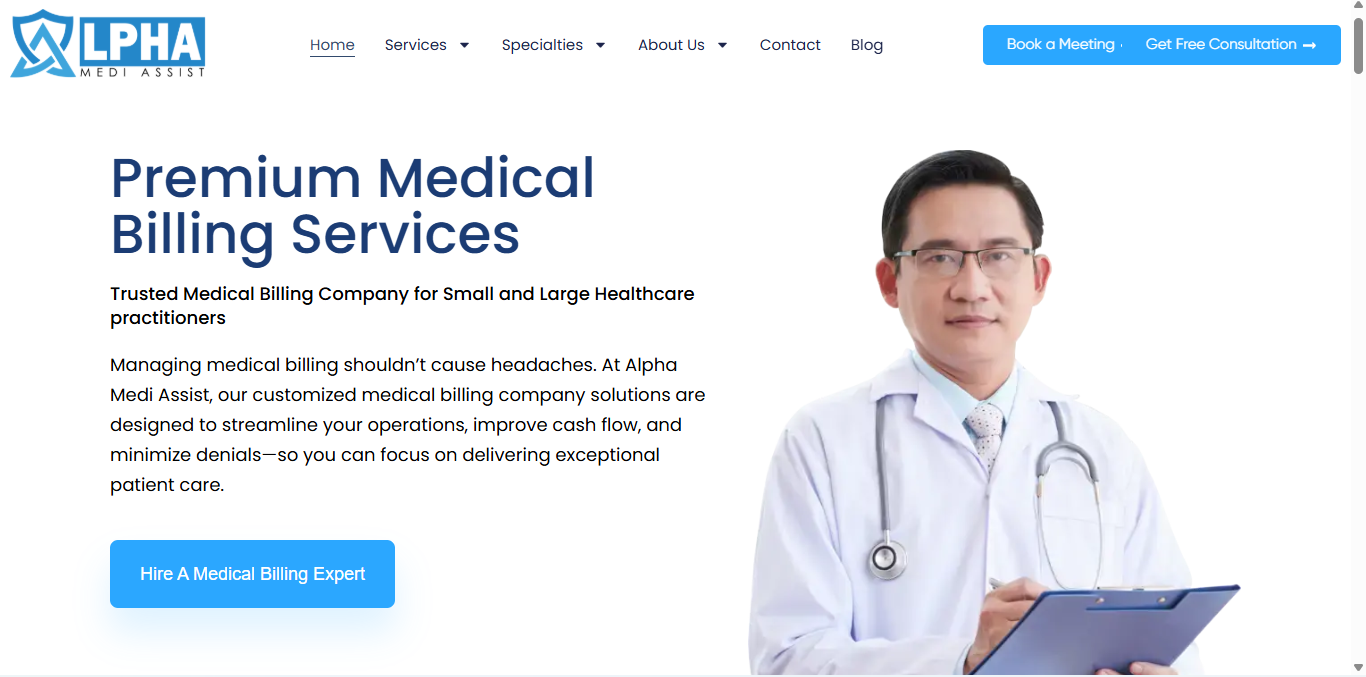 ALPHA
MEDI ASSIST
Home
Services
Specialties
About Us
Contact
Blog
Book a Meeting
Get Free Consultation
Premium Medical
Billing Services
Trusted Medical Billing Company for Small and Large Healthcare
practitioners
Managing medical billing shouldn’t cause headaches. At Alpha
Medi Assist, our customized medical billing company solutions are
designed to streamline your operations, improve cash flow, and
minimize denials—so you can focus on delivering exceptional
patient care.
Hire A Medical Billing Expert